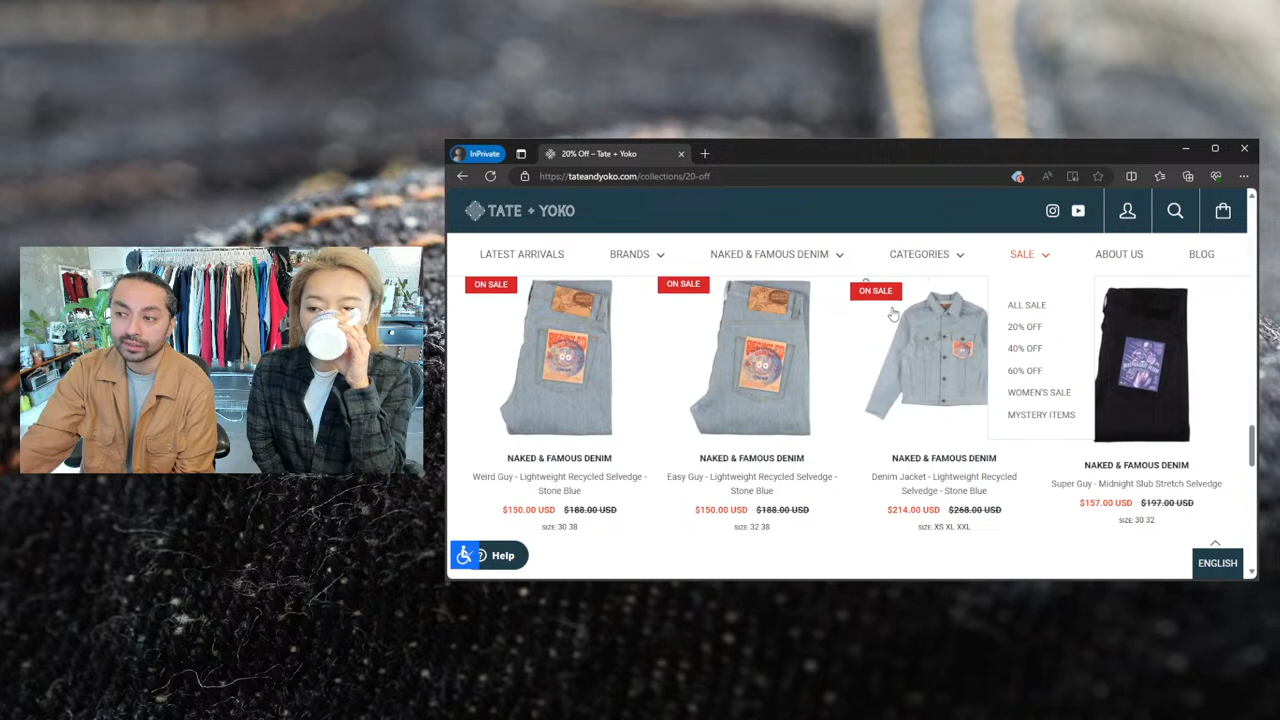 InPrivate
20% Off – Tate + Yoko
https://tateandyoko.com/collections/20-off
TATE + YOKO
LATEST ARRIVALS
BRANDS
NAKED & FAMOUS DENIM
CATEGORIES
SALE
ABOUT US
BLOG
ON SALE
ON SALE
ON SALE
ALL SALE
20% OFF
40% OFF
60% OFF
WOMEN'S SALE
MYSTERY ITEMS
NAKED & FAMOUS DENIM
Weird Guy - Lightweight Recycled Selvedge -
Stone Blue
$150.00 USD $188.00 USD
SIZE: 30 38
NAKED & FAMOUS DENIM
Easy Guy - Lightweight Recycled Selvedge -
Stone Blue
$150.00 USD $188.00 USD
SIZE: 32 38
NAKED & FAMOUS DENIM
Denim Jacket - Lightweight Recycled
Selvedge - Stone Blue
$214.00 USD $268.00 USD
SIZE: XS XL XXL
NAKED & FAMOUS DENIM
Super Guy - Midnight Slub Stretch Selvedge
$157.00 USD $197.00 USD
SIZE: 30 32
Help
ENGLISH